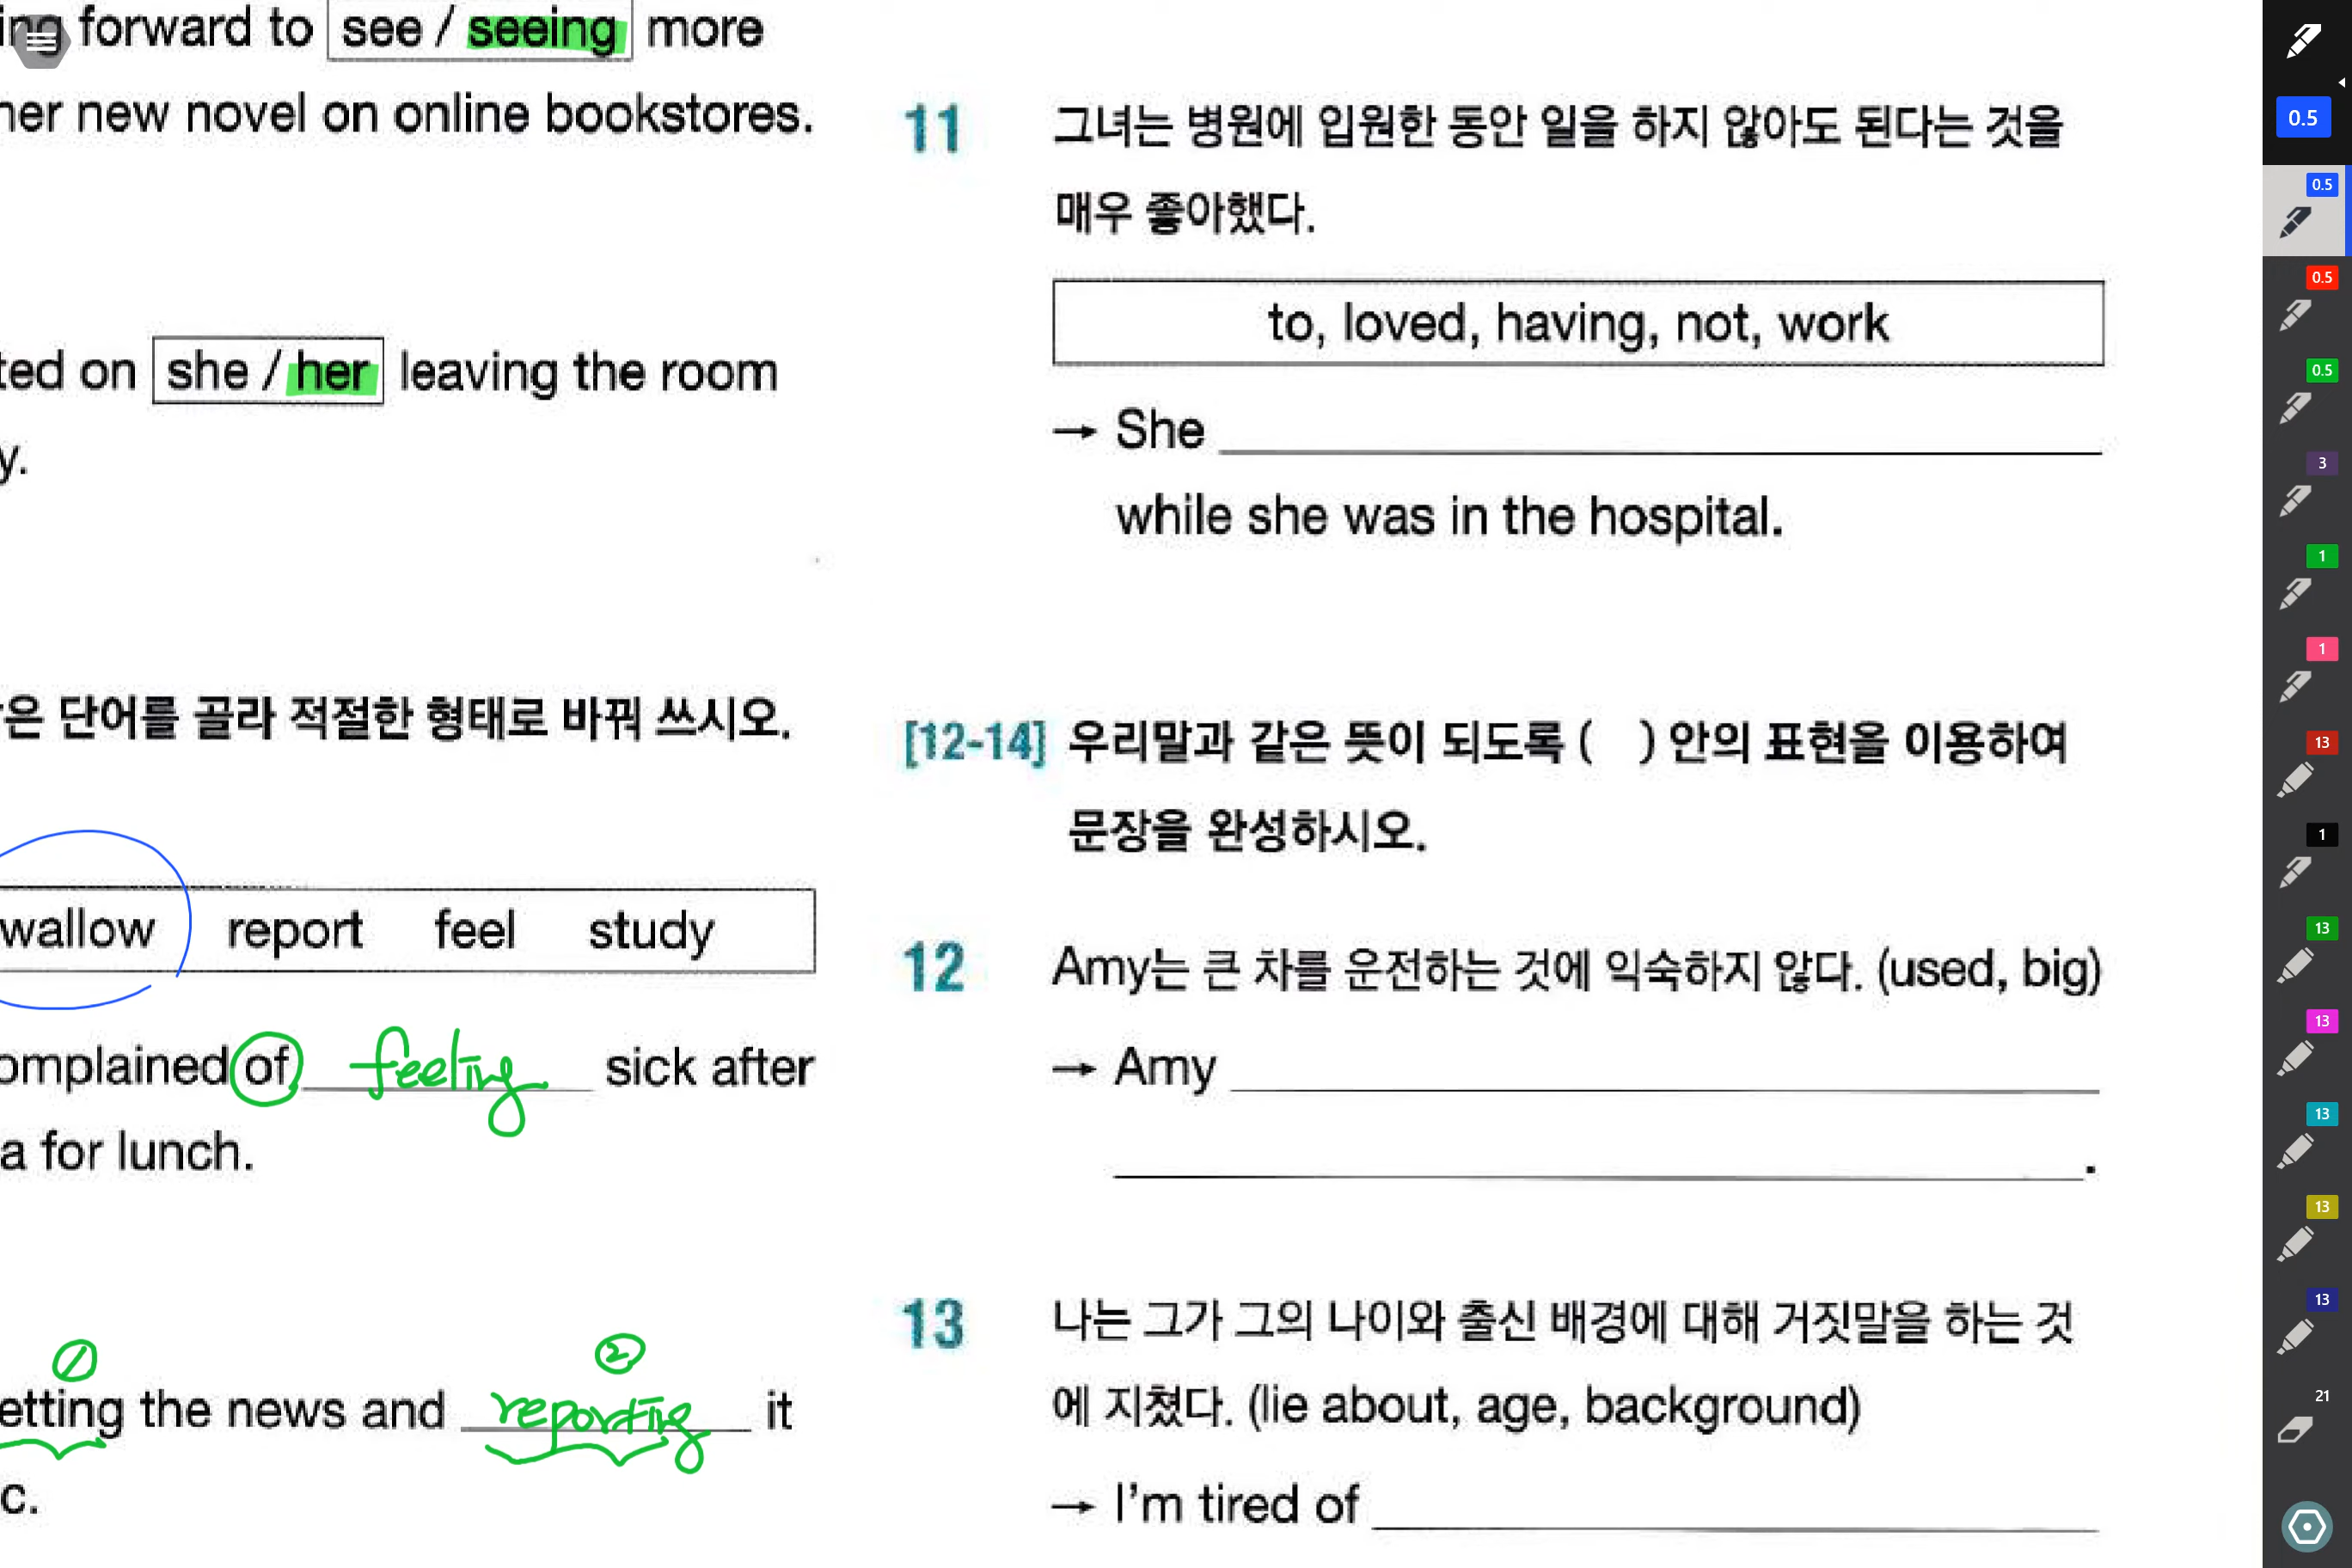 ing forward to see / seeing more
her new novel on online bookstores.
ted on she / her leaving the room
y.
은 단어를 골라 적절한 형태로 바꿔 쓰시오.
wallow report feel study
omplained of feeling sick after
a for lunch.
① ②
etting the news and reporting it
c.
11 그녀는 병원에 입원한 동안 일을 하지 않아도 된다는 것을
매우 좋아했다.
to, loved, having, not, work
→ She
while she was in the hospital.
[12-14] 우리말과 같은 뜻이 되도록 ( ) 안의 표현을 이용하여
문장을 완성하시오.
12 Amy는 큰 차를 운전하는 것에 익숙하지 않다. (used, big)
→ Amy
.
13 나는 그가 그의 나이와 출신 배경에 대해 거짓말을 하는 것
에 지쳤다. (lie about, age, background)
→ I'm tired of
0.5
0.5
0.5
0.5
3
1
1
13
1
13
13
13
13
13
21